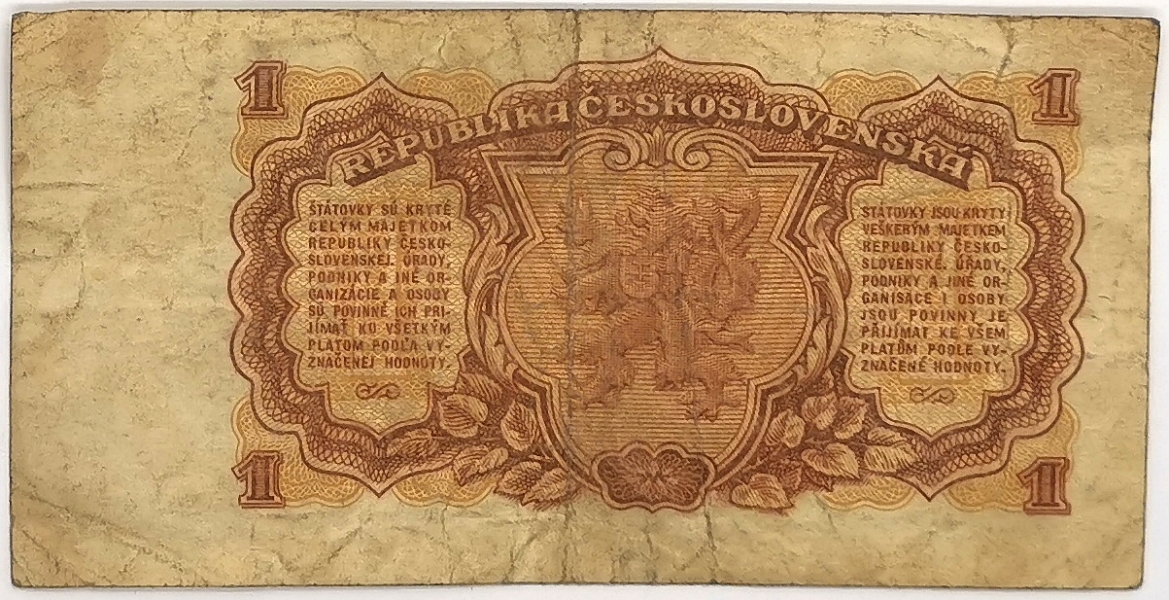 1
1
REPUBLIKA ČESKOSLOVENSKÁ
ŠTÁTOVKY SÚ KRYTÉ
CELÝM MAJETKOM
REPUBLIKY ČESKO-
SLOVENSKEJ. ÚRADY,
PODNIKY A INÉ OR-
GANIZÁCIE A OSOBY
SÚ POVINNÉ ICH PRI-
JÍMAŤ KU VŠETKÝM
PLATOM PODĽA VY-
ZNAČENEJ HODNOTY.
STÁTOVKY JSOU KRYTY
VEŠKERÝM MAJETKEM
REPUBLIKY ČESKO-
SLOVENSKÉ. ÚŘADY,
PODNIKY A JINÉ OR-
GANISACE I OSOBY
JSOU POVINNY JE
PŘIJÍMAT KE VŠEM
PLATŮM PODLE VY-
ZNAČENÉ HODNOTY.
1
1